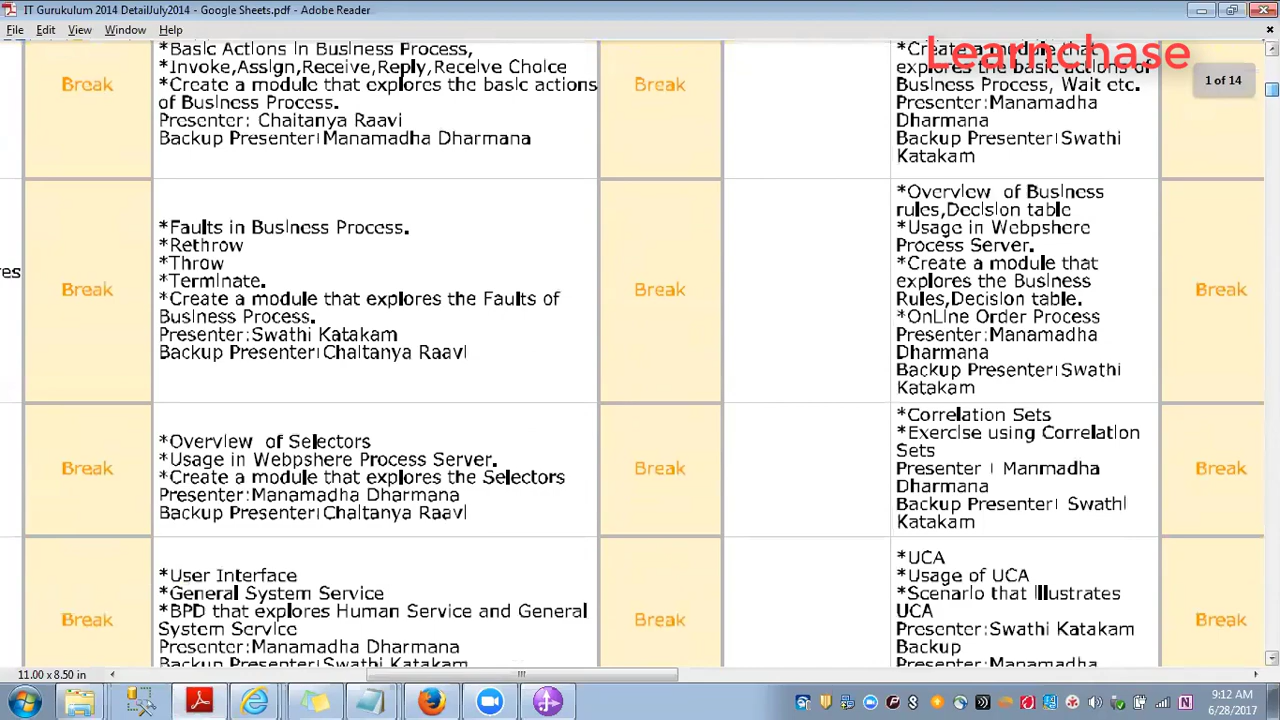 IT Gurukulum 2014 DetailJuly2014 - Google Sheets.pdf - Adobe Reader
File Edit View Window Help
Learnchase
1 of 14
Break
*Basic Actions in Business Process,
*Invoke,Assign,Receive,Reply,Receive Choice
*Create a module that explores the basic actions
of Business Process.
Presenter: Chaitanya Raavi
Backup Presenter:Manamadha Dharmana
Break
*Create a module that
explores the basic actions of
Business Process, Wait etc.
Presenter:Manamadha
Dharmana
Backup Presenter:Swathi
Katakam
res
Break
*Faults in Business Process.
*Rethrow
*Throw
*Terminate.
*Create a module that explores the Faults of
Business Process.
Presenter:Swathi Katakam
Backup Presenter:Chaitanya Raavi
Break
*Overview of Business
rules,Decision table
*Usage in Webpshere
Process Server.
*Create a module that
explores the Business
Rules,Decision table.
*OnLine Order Process
Presenter:Manamadha
Dharmana
Backup Presenter:Swathi
Katakam
Break
Break
*Overview of Selectors
*Usage in Webpshere Process Server.
*Create a module that explores the Selectors
Presenter:Manamadha Dharmana
Backup Presenter:Chaitanya Raavi
Break
*Correlation Sets
*Exercise using Correlation
Sets
Presenter : Manmadha
Dharmana
Backup Presenter: Swathi
Katakam
Break
Break
*User Interface
*General System Service
*BPD that explores Human Service and General
System Service
Presenter:Manamadha Dharmana
Backup Presenter:Swathi Katakam
Break
*UCA
*Usage of UCA
*Scenario that illustrates
UCA
Presenter:Swathi Katakam
Backup
Presenter:Manamadha
Break
11.00 x 8.50 in
9:12 AM
6/28/2017